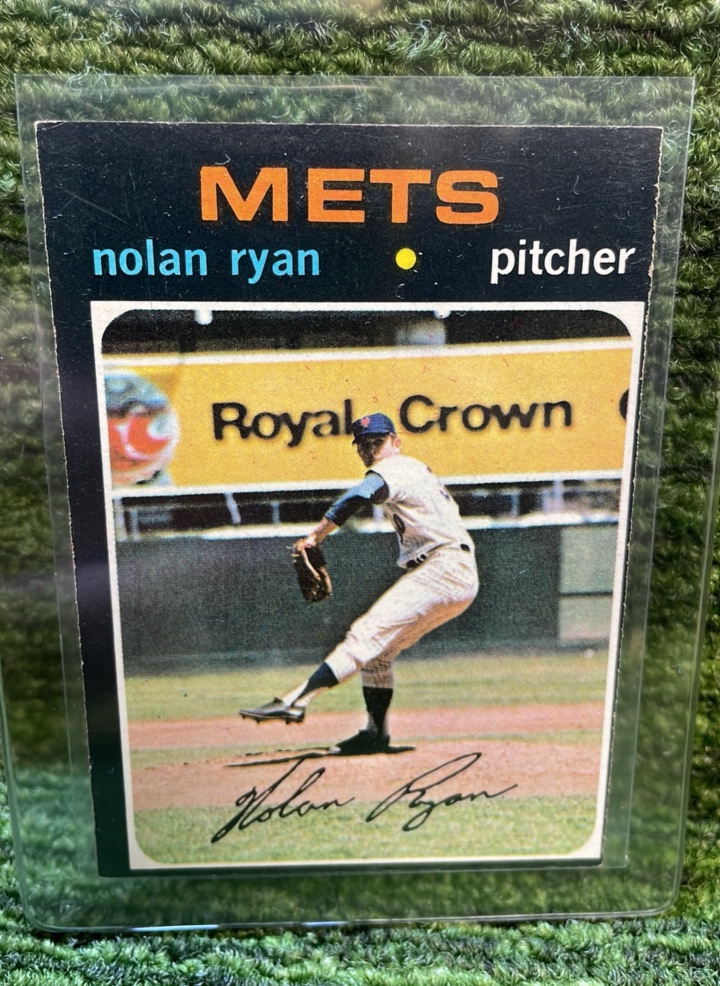 METS
nolan ryan • pitcher
Royal Crown
Nolan Ryan